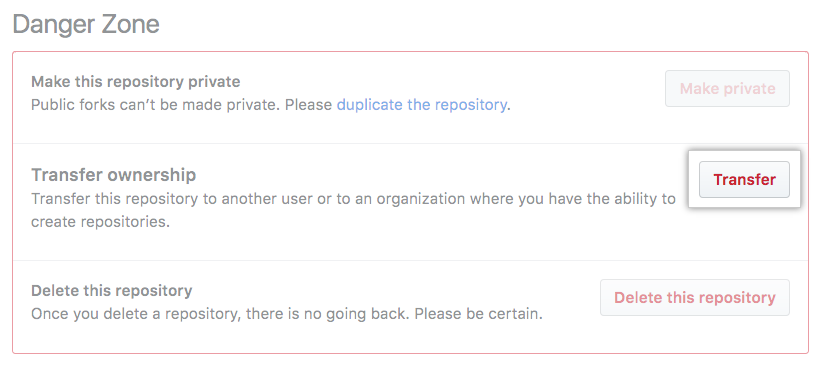 Danger Zone
Make this repository private
Public forks can’t be made private. Please duplicate the repository.
Make private
Transfer ownership
Transfer this repository to another user or to an organization where you have the ability to
create repositories.
Transfer
Delete this repository
Once you delete a repository, there is no going back. Please be certain.
Delete this repository